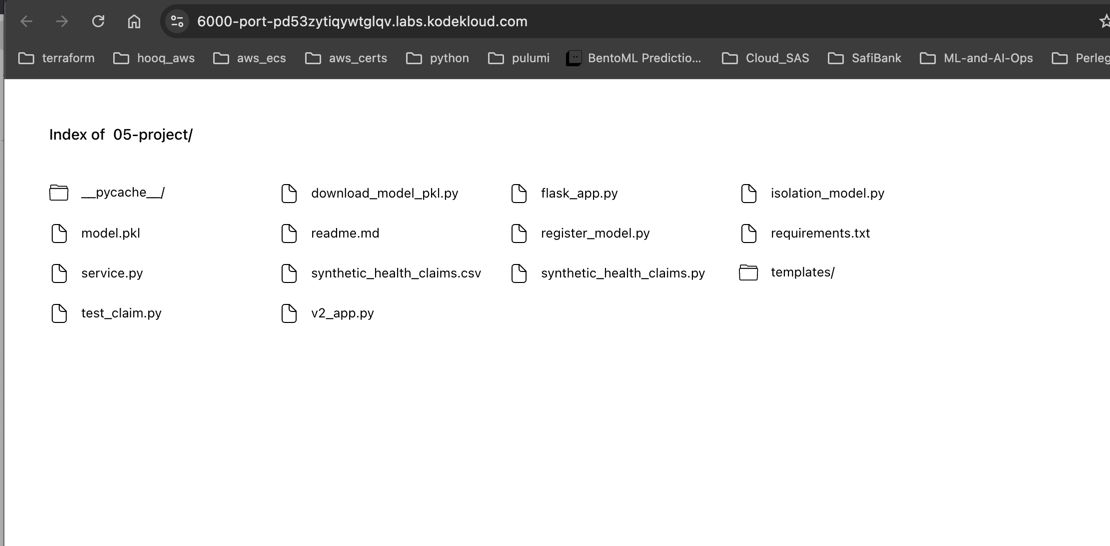 6000-port-pd53zytiqywtglqv.labs.kodekloud.com
terraform hooq_aws aws_ecs aws_certs python pulumi BentoML Predictio... Cloud_SAS SafiBank ML-and-AI-Ops Perleg
Index of 05-project/
__pycache__/ download_model_pkl.py flask_app.py isolation_model.py
model.pkl readme.md register_model.py requirements.txt
service.py synthetic_health_claims.csv synthetic_health_claims.py templates/
test_claim.py v2_app.py